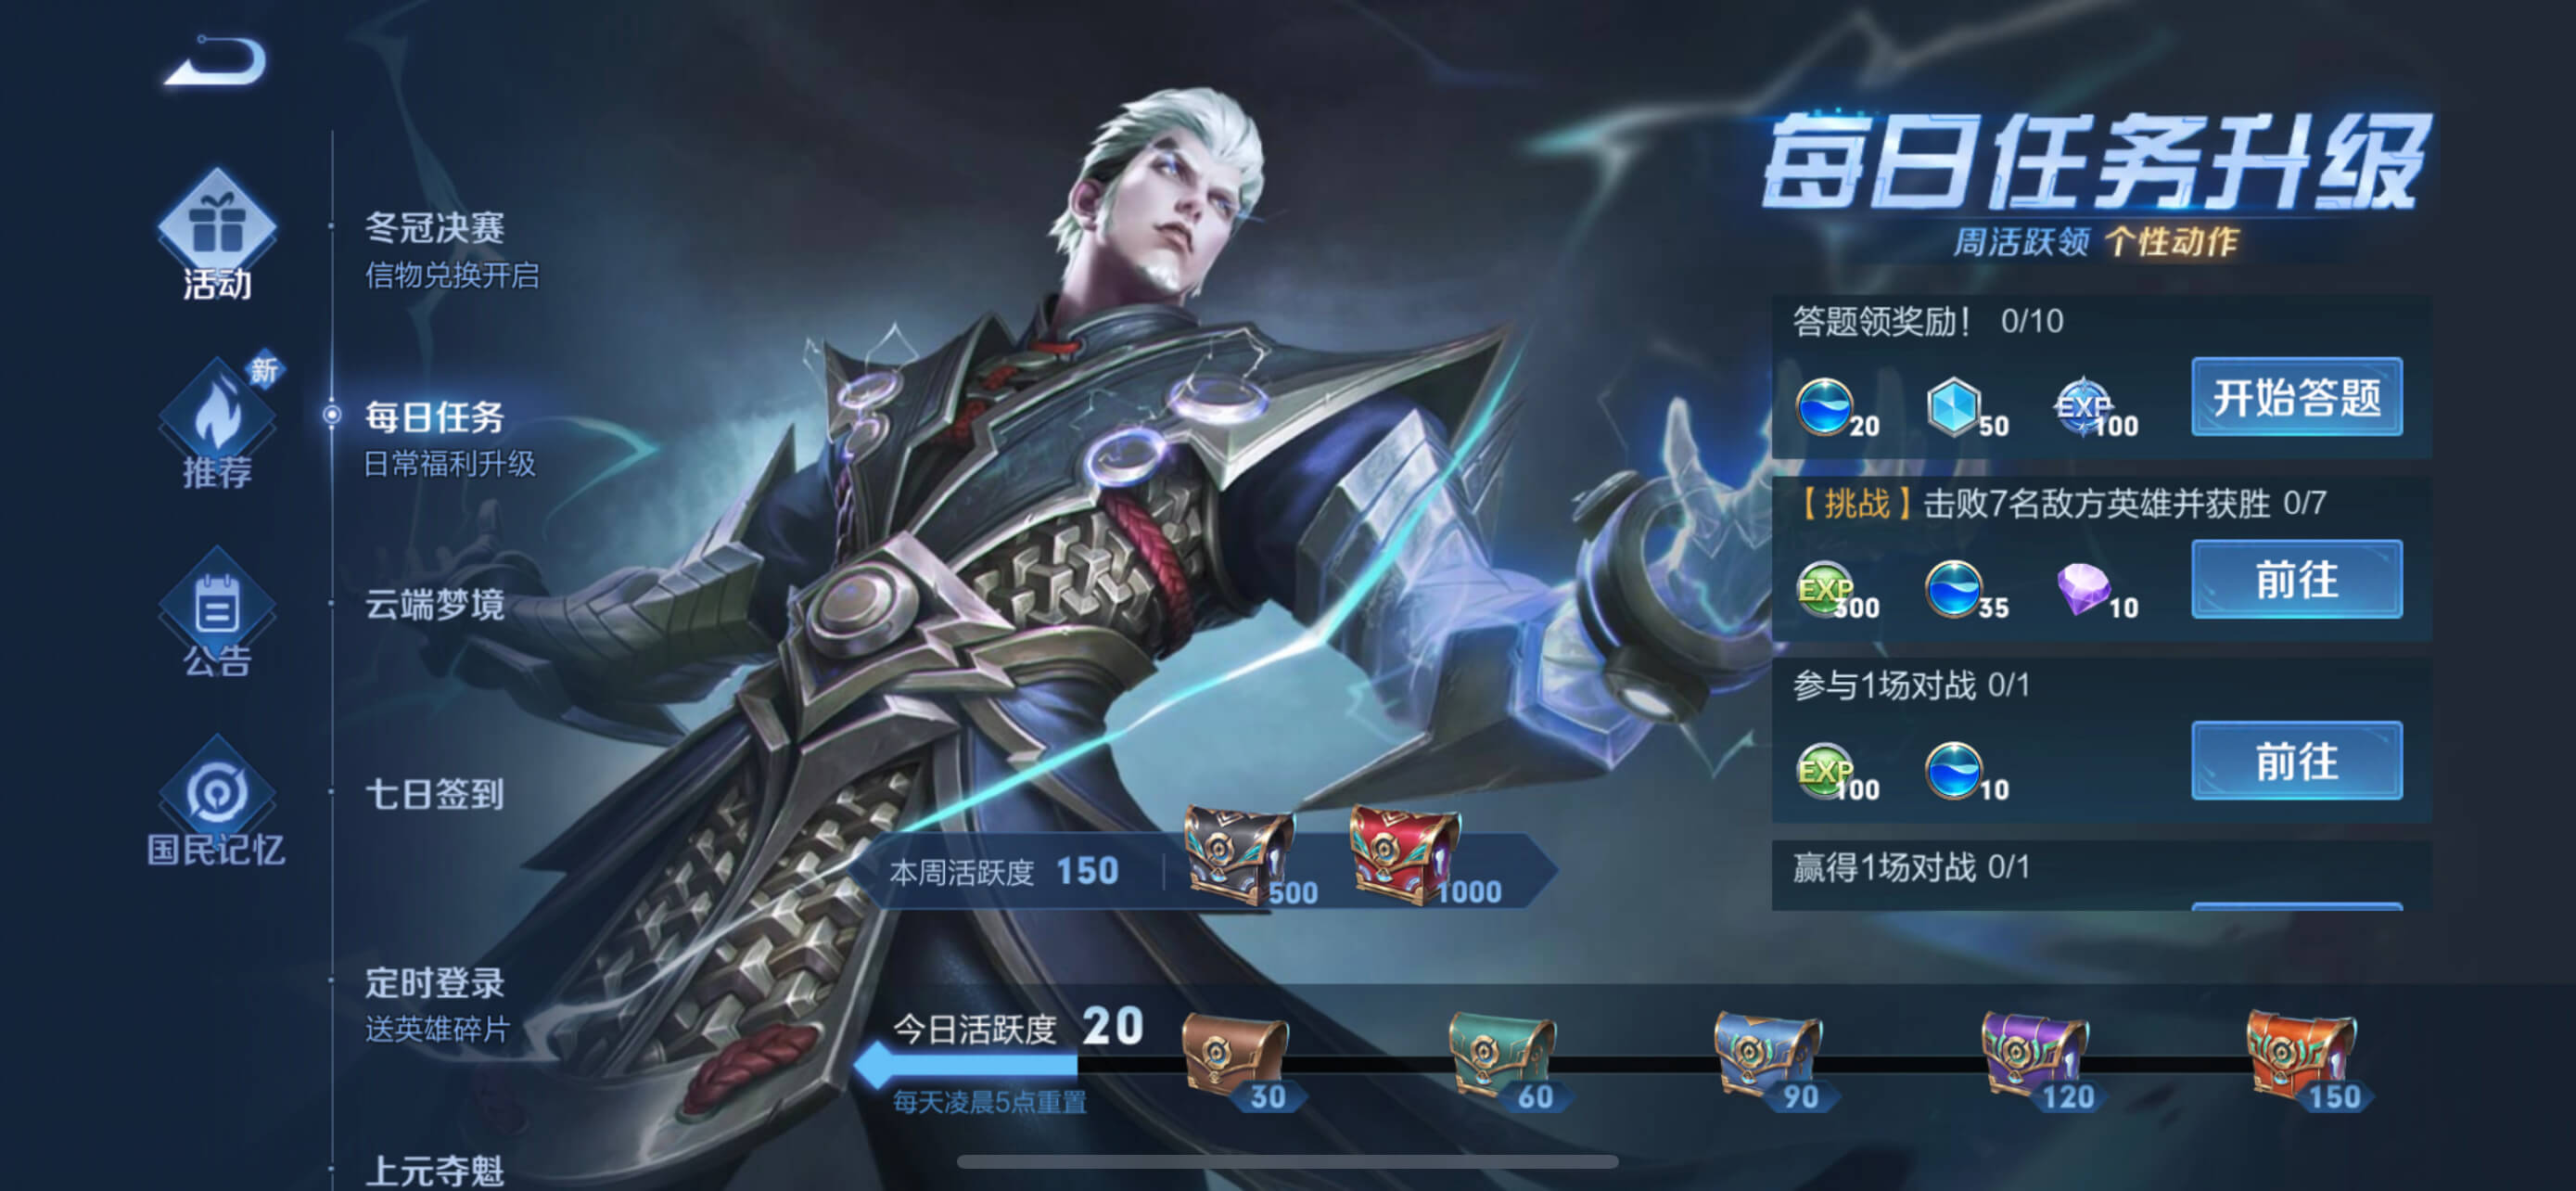 活动
新
推荐
公告
国民记忆
冬冠决赛
信物兑换开启
每日任务
日常福利升级
云端梦境
七日签到
定时登录
送英雄碎片
上元夺魁
每日任务升级
周活跃领 个性动作
答题领奖励！ 0/10
20
50
EXP
100
开始答题
【挑战】击败7名敌方英雄并获胜 0/7
EXP
300
35
10
前往
参与1场对战 0/1
EXP
100
10
前往
赢得1场对战 0/1
本周活跃度 150
500
1000
今日活跃度 20
每天凌晨5点重置
30
60
90
120
150